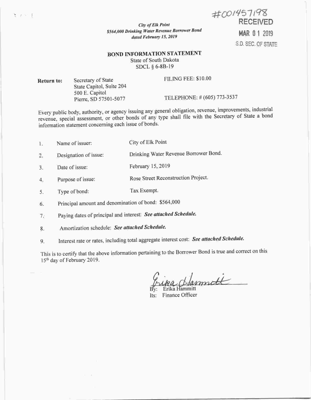 #CO1457198
RECEIVED
MAR 01 2019
S.D. SEC. OF STATE
City of Elk Point
$564,000 Drinking Water Revenue Borrower Bond
dated February 15, 2019
BOND INFORMATION STATEMENT
State of South Dakota
SDCL § 6-8B-19
Return to: Secretary of State FILING FEE: $10.00
State Capitol, Suite 204
500 E. Capitol
Pierre, SD 57501-5077 TELEPHONE: # (605) 773-3537
Every public body, authority, or agency issuing any general obligation, revenue, improvements, industrial
revenue, special assessment, or other bonds of any type shall file with the Secretary of State a bond
information statement concerning each issue of bonds.
1. Name of issuer: City of Elk Point
2. Designation of issue: Drinking Water Revenue Borrower Bond.
3. Date of issue: February 15, 2019
4. Purpose of issue: Rose Street Reconstruction Project.
5. Type of bond: Tax Exempt.
6. Principal amount and denomination of bond: $564,000
7. Paying dates of principal and interest: See attached Schedule.
8. Amortization schedule: See attached Schedule.
9. Interest rate or rates, including total aggregate interest cost: See attached Schedule.
This is to certify that the above information pertaining to the Borrower Bond is true and correct on this
15th day of February 2019.
Erika Hammitt
By: Erika Hammitt
Its: Finance Officer